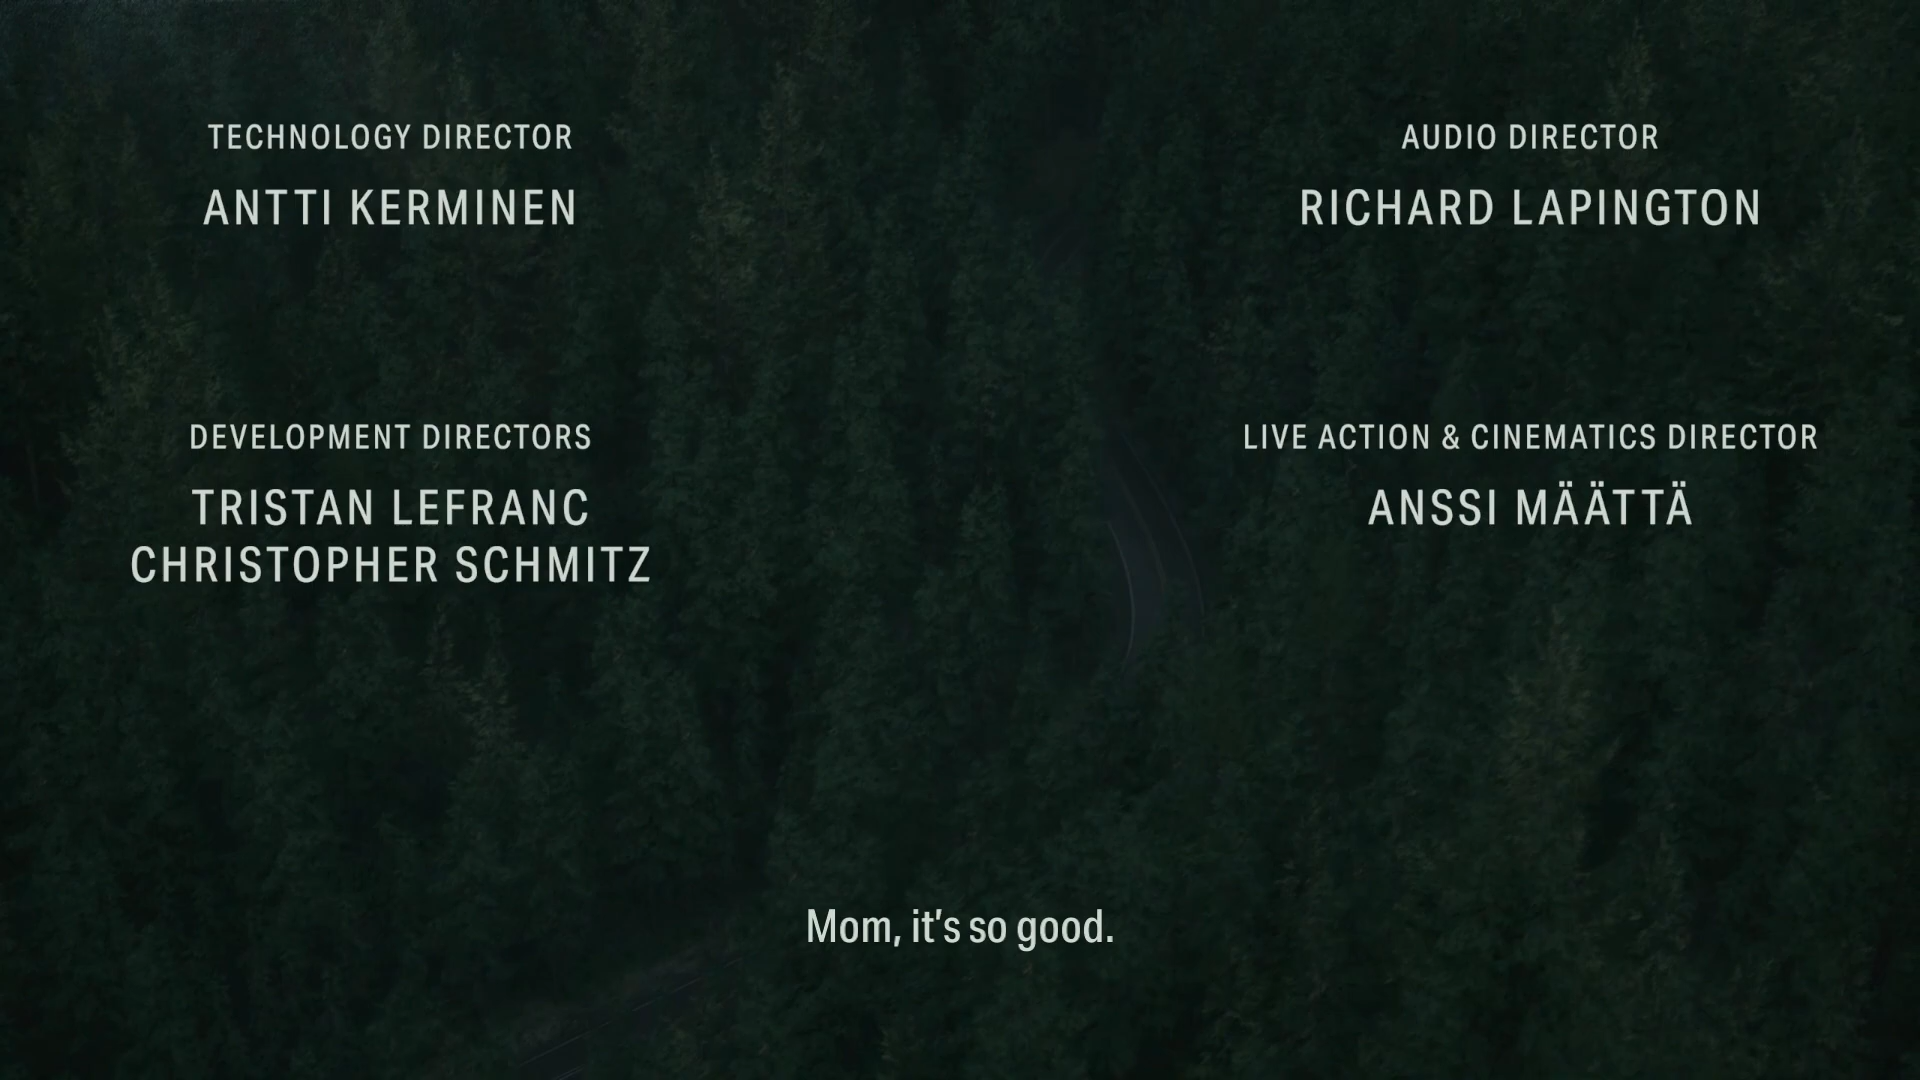 TECHNOLOGY DIRECTOR
ANTTI KERMINEN
AUDIO DIRECTOR
RICHARD LAPINGTON
DEVELOPMENT DIRECTORS
TRISTAN LEFRANC
CHRISTOPHER SCHMITZ
LIVE ACTION & CINEMATICS DIRECTOR
ANSSI MÄÄTTÄ
Mom, it's so good.